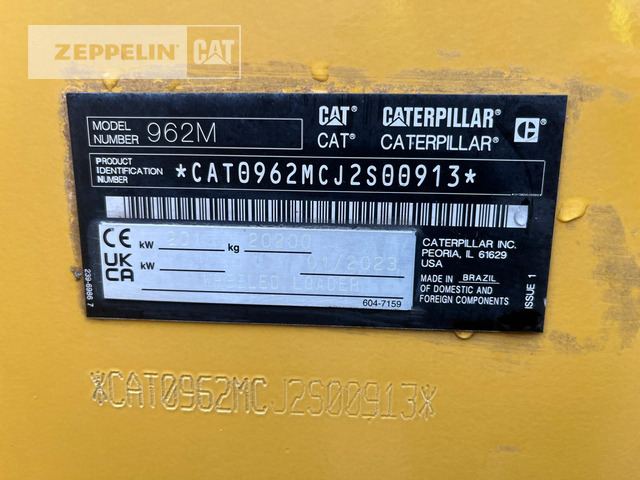 ZEPPELIN CAT
MODEL NUMBER 962M
CAT CATERPILLAR C
CAT® CATERPILLAR®
PRODUCT IDENTIFICATION NUMBER *CAT0962MCJ2S00913*
CE kW kg 20200
UK CA kW 01/2023
WHEELED LOADER
604-7159
CATERPILLAR INC.
PEORIA, IL 61629
USA
MADE IN BRAZIL
OF DOMESTIC AND
FOREIGN COMPONENTS
ISSUE 1
239-6986 7
*CAT0962MCJ2S00913*